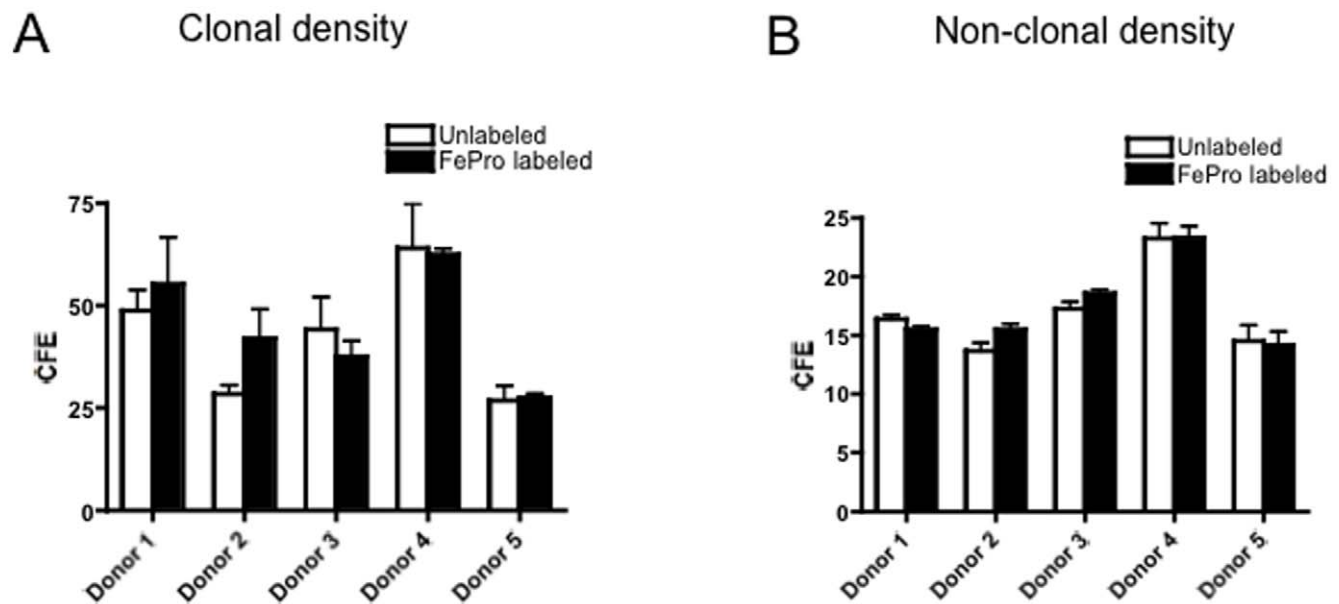 A
Clonal density
Unlabeled
FePro labeled
75
50
25
0
CFE
Donor 1
Donor 2
Donor 3
Donor 4
Donor 5
B
Non-clonal density
Unlabeled
FePro labeled
25
20
15
10
5
0
CFE
Donor 1
Donor 2
Donor 3
Donor 4
Donor 5